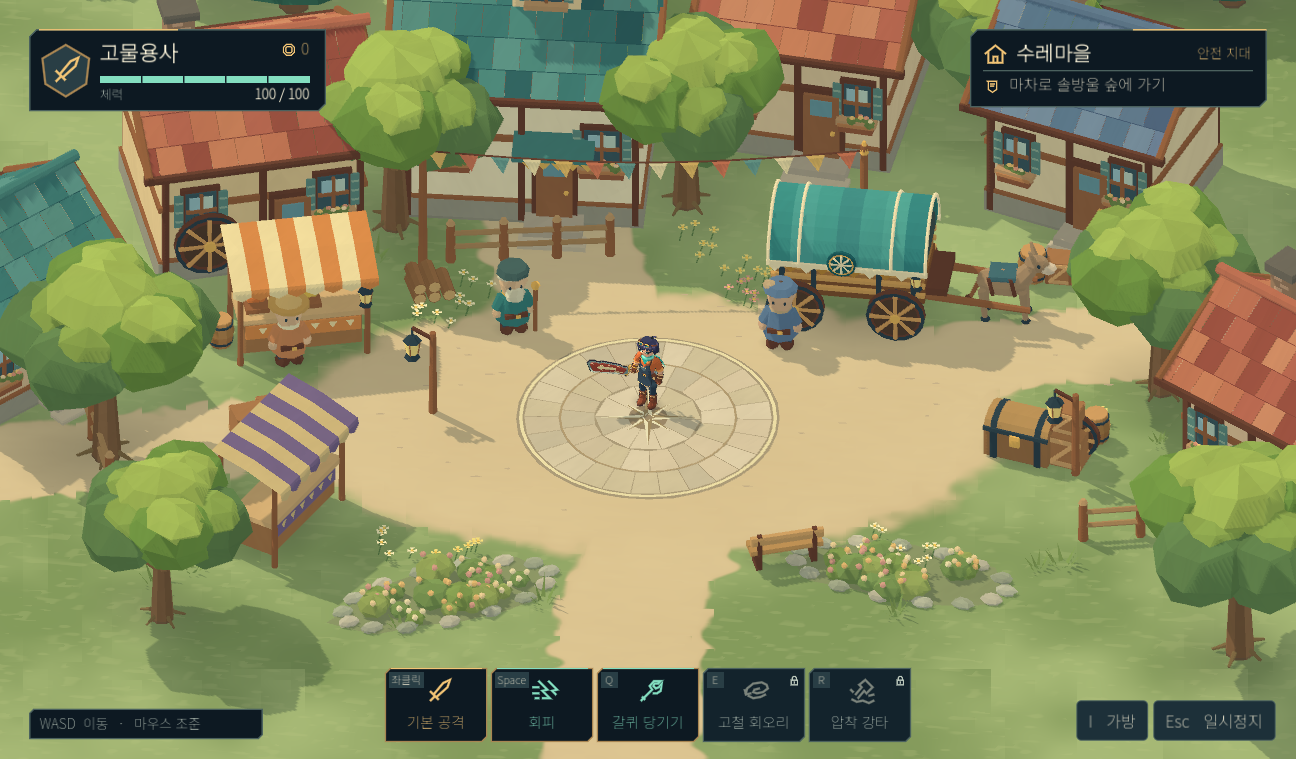 고물용사
0
체력
100 / 100
수레마을
안전 지대
마차로 솔방울 숲에 가기
좌클릭
기본 공격
Space
회피
Q
갈퀴 당기기
E
고철 회오리
R
압착 강타
WASD 이동 · 마우스 조준
I 가방
Esc 일시정지